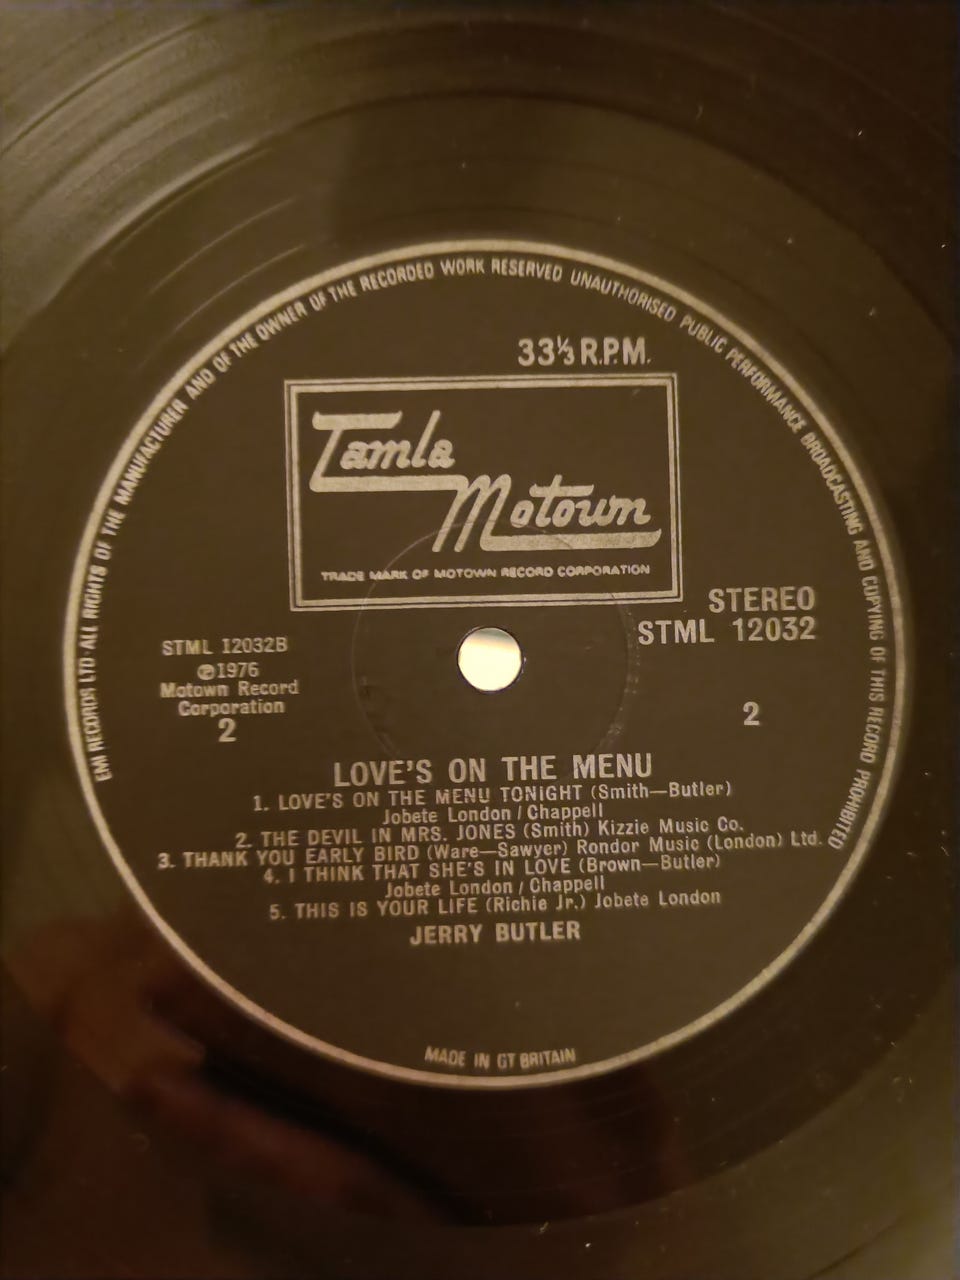 EMI RECORDS LTD·ALL RIGHTS OF THE MANUFACTURER AND OF THE OWNER OF THE RECORDED WORK RESERVED UNAUTHORISED PUBLIC PERFORMANCE BROADCASTING AND COPYING OF THIS RECORD PROHIBITED
33⅓ R.P.M.
Tamla
Motown
TRADE MARK OF MOTOWN RECORD CORPORATION
STEREO
STML 12032
STML 12032B
℗1976
Motown Record
Corporation
2
2
LOVE'S ON THE MENU
1. LOVE'S ON THE MENU TONIGHT (Smith—Butler)
Jobete London / Chappell
2. THE DEVIL IN MRS. JONES (Smith) Kizzie Music Co.
3. THANK YOU EARLY BIRD (Ware—Sawyer) Rondor Music (London) Ltd.
4. I THINK THAT SHE'S IN LOVE (Brown—Butler)
Jobete London / Chappell
5. THIS IS YOUR LIFE (Richie Jr.) Jobete London
JERRY BUTLER
MADE IN GT BRITAIN